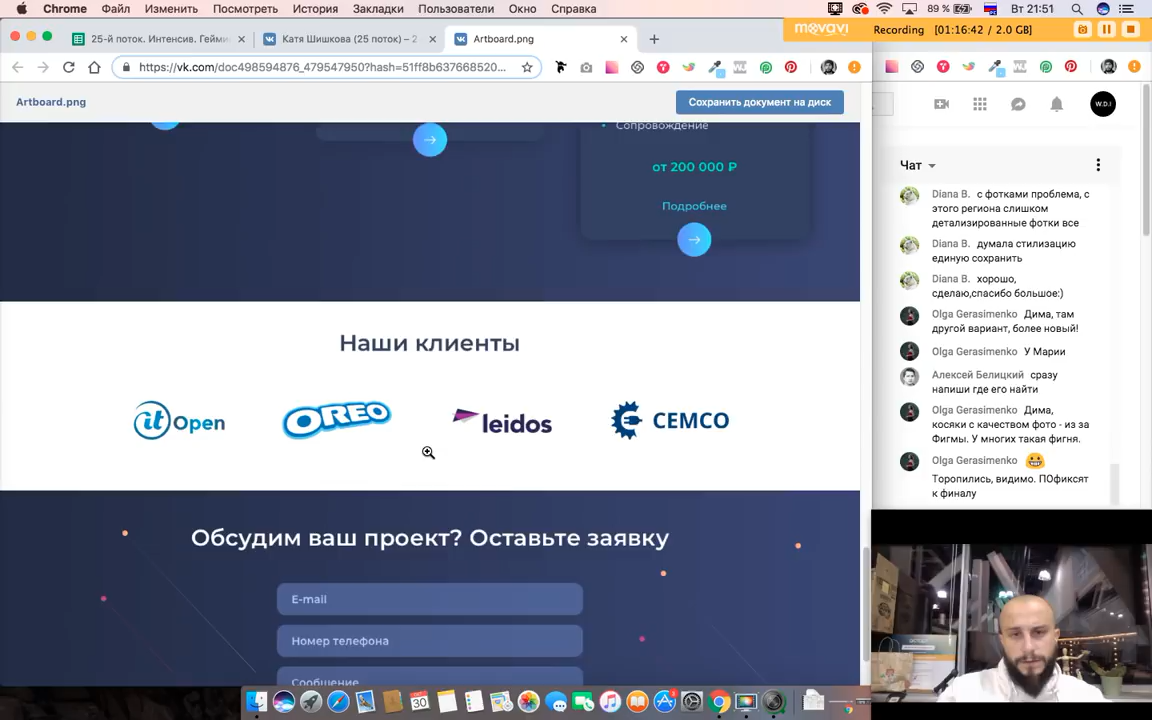 Chrome Файл Изменить Просмотреть История Закладки Пользователи Окно Справка
89 % Вт 21:51
movavi Recording [01:16:42 / 2.0 GB]
25-й поток. Интенсив. Гейми
Катя Шишкова (25 поток) – 2
Artboard.png
https://vk.com/doc498594876_479547950?hash=51ff8b637668520...
Artboard.png
Сохранить документ на диск
W.D.I
Сопровождение
от 200 000 ₽
Подробнее
Наши клиенты
it Open
OREO
leidos
CEMCO
Обсудим ваш проект? Оставьте заявку
E-mail
Номер телефона
Сообщение
Чат
Diana B. с фотками проблема, с
этого региона слишком
детализированные фотки все
Diana B. думала стилизацию
единую сохранить
Diana B. хорошо,
сделаю,спасибо большое:)
Olga Gerasimenko Дима, там
другой вариант, более новый!
Olga Gerasimenko У Марии
Алексей Белицкий сразу
напиши где его найти
Olga Gerasimenko Дима,
косяки с качеством фото - из за
Фигмы. У многих такая фигня.
Olga Gerasimenko
Торопились, видимо. ПОфиксят
к финалу
30